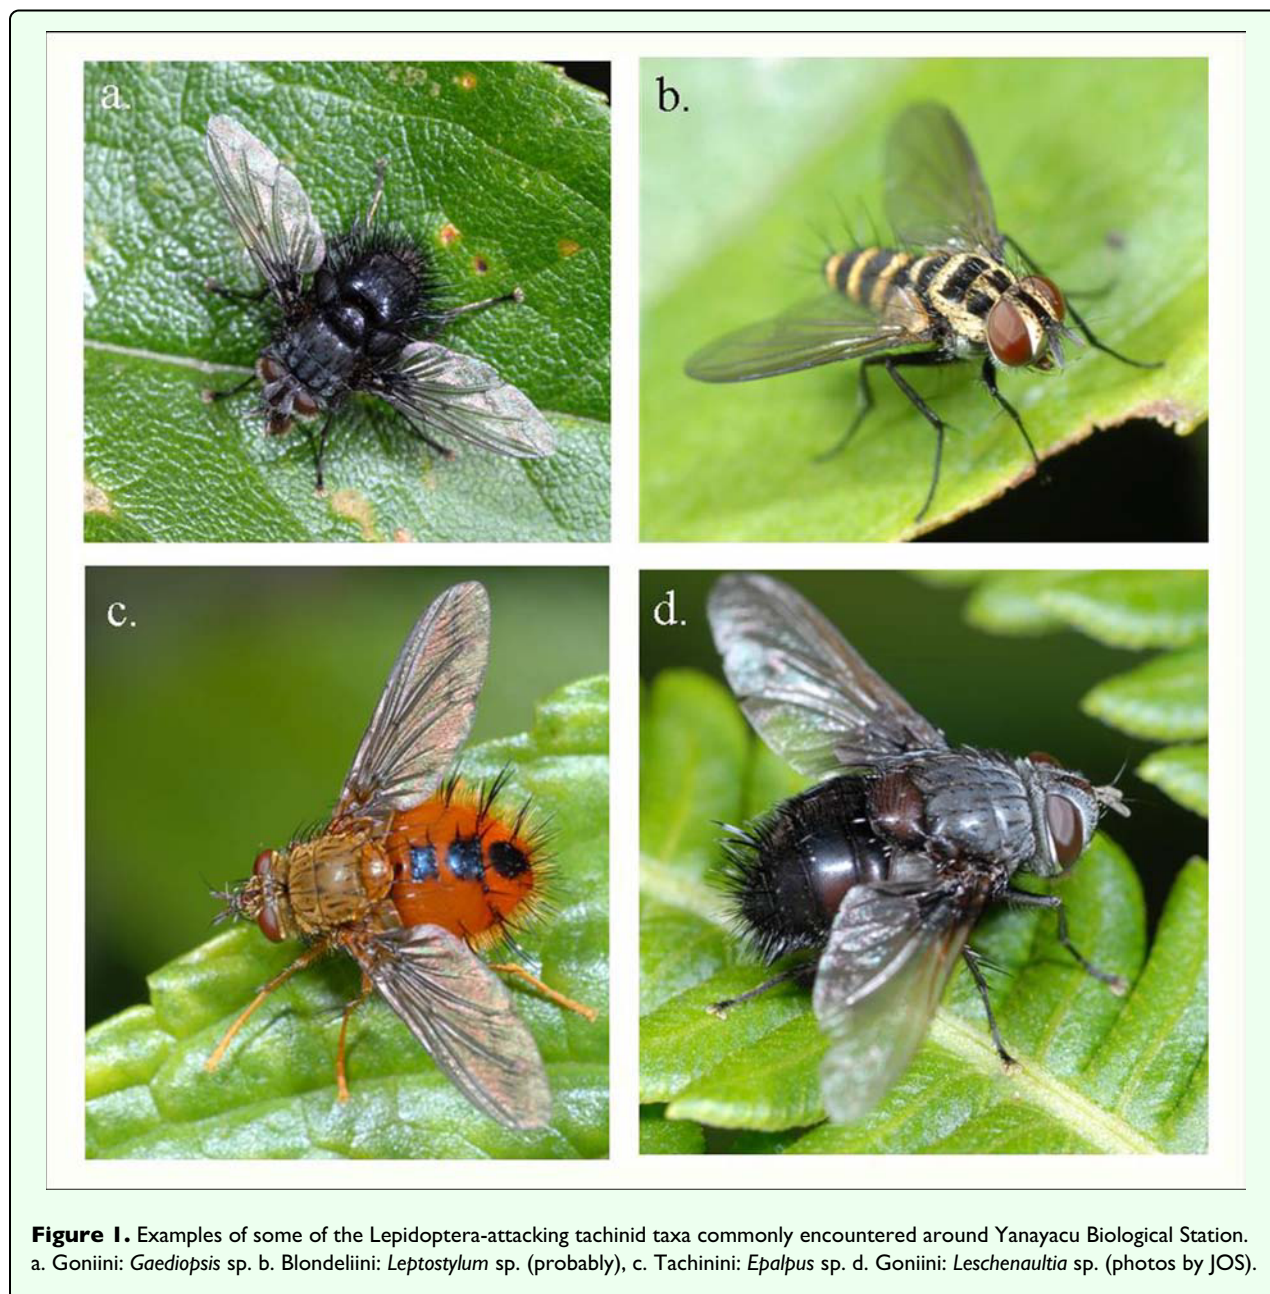 a.
b.
c.
d.
Figure 1. Examples of some of the Lepidoptera-attacking tachinid taxa commonly encountered around Yanayacu Biological Station.
a. Goniini: Gaediopsis sp. b. Blondeliini: Leptostylum sp. (probably), c. Tachinini: Epalpus sp. d. Goniini: Leschenaultia sp. (photos by JOS).